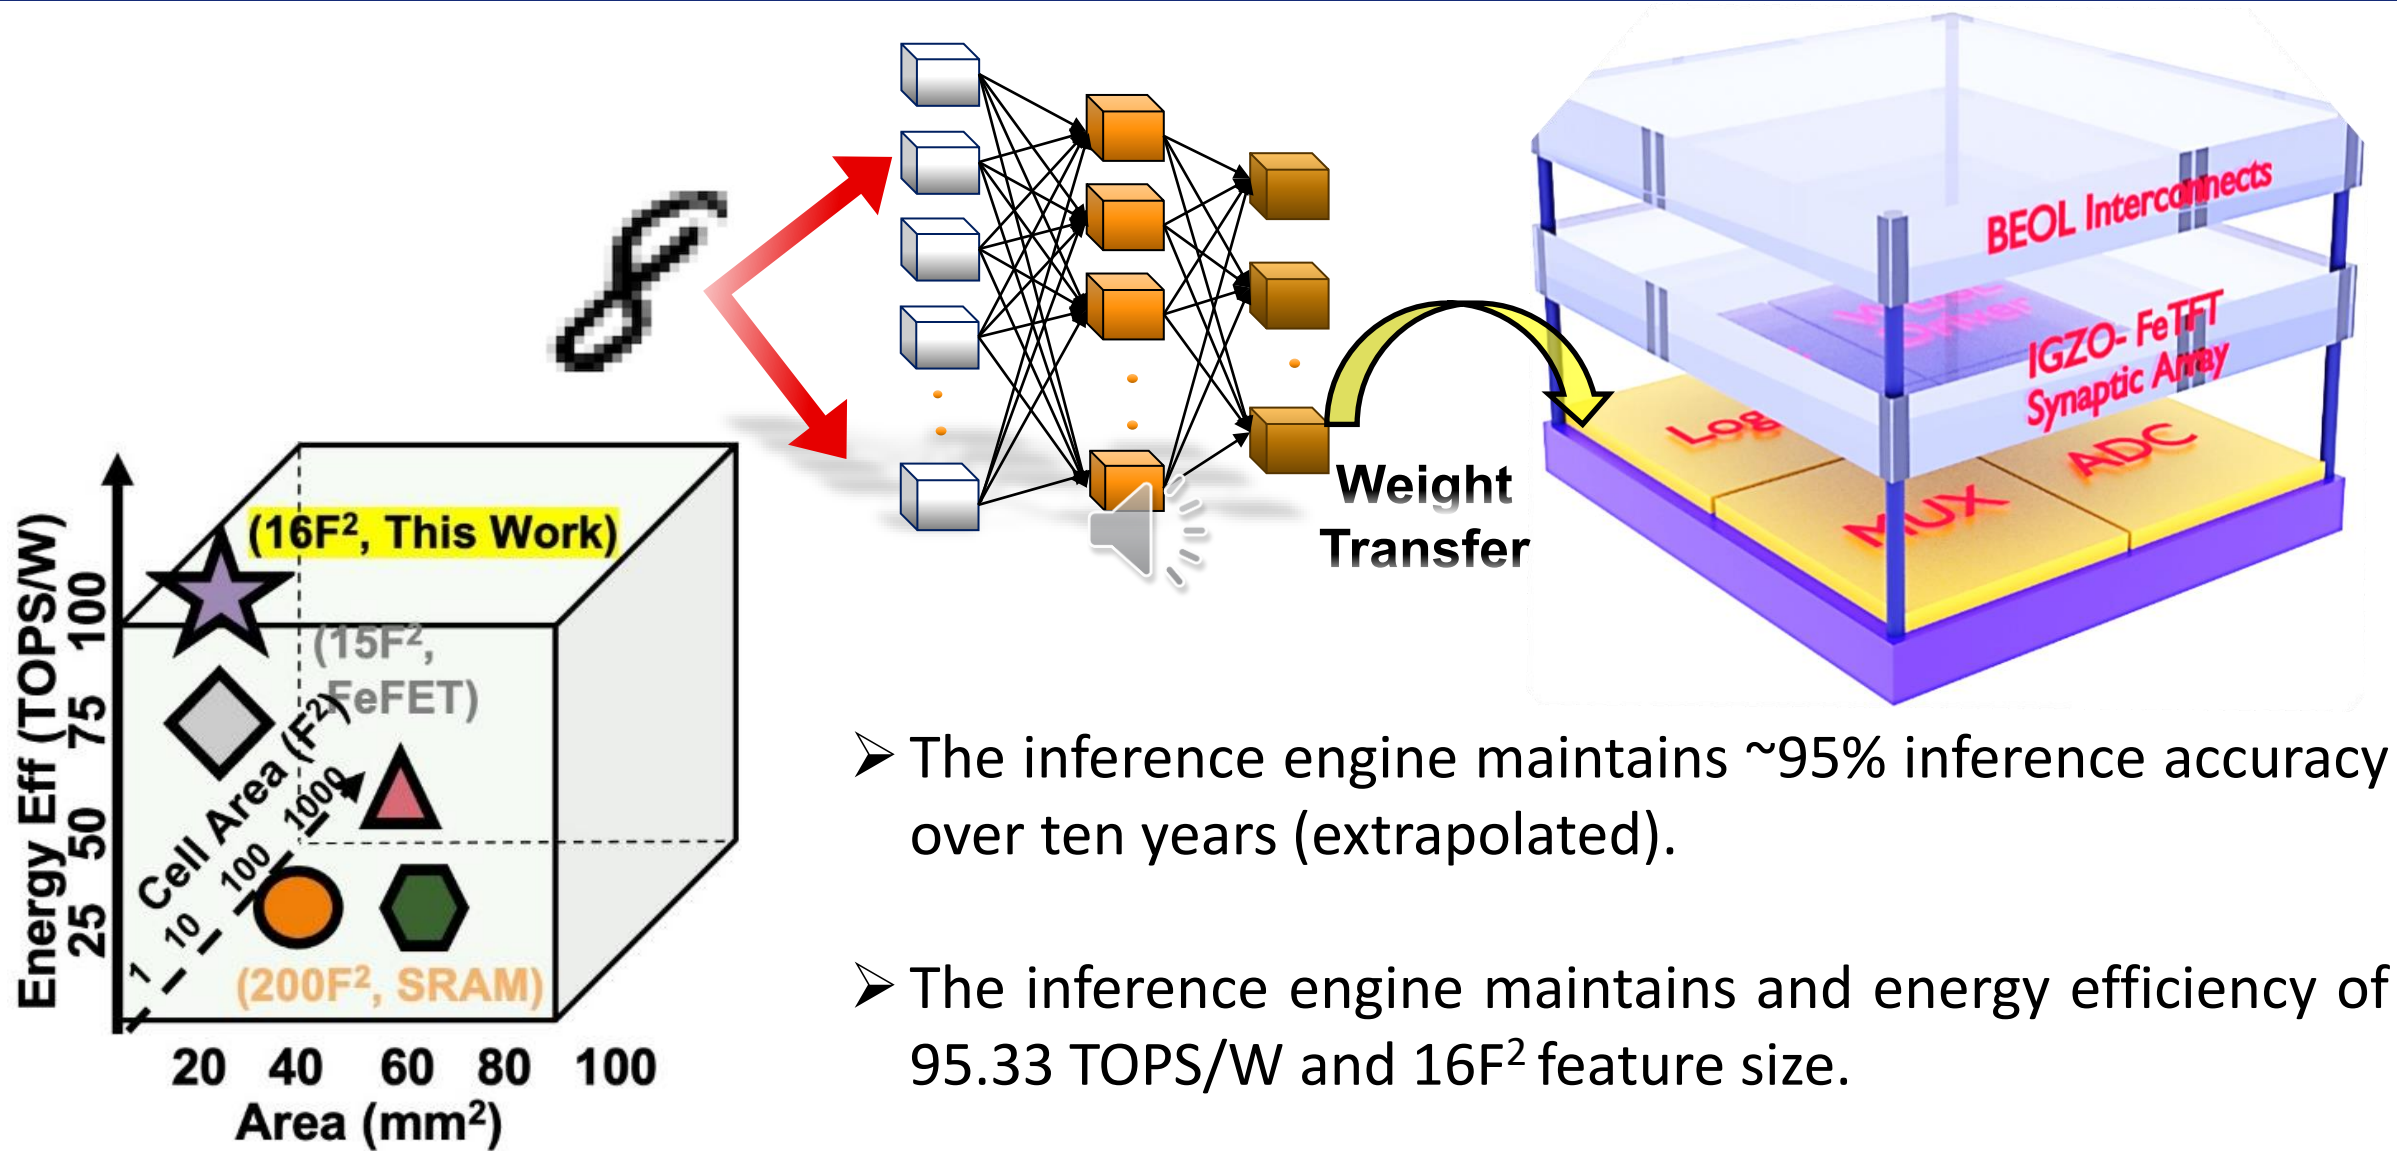 BEOL Interconnects
IGZO- FeTFT
Synaptic Array
Driver
Log
MUX
ADC
Weight
Transfer
(16F², This Work)
(15F²,
FeFET)
(200F², SRAM)
Energy Eff (TOPS/W)
100
75
50
25
Cell Area (F²)
1
10
100
1000
20 40 60 80 100
Area (mm²)
➢ The inference engine maintains ~95% inference accuracy
over ten years (extrapolated).
➢ The inference engine maintains and energy efficiency of
95.33 TOPS/W and 16F² feature size.